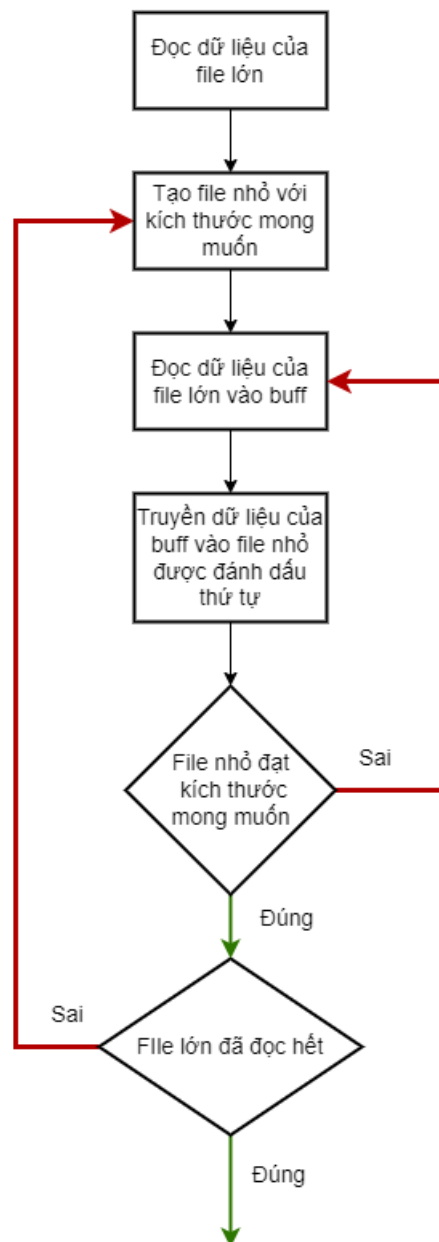 Đọc dữ liệu của
file lớn
Tạo file nhỏ với
kích thước mong
muốn
Đọc dữ liệu của
file lớn vào buff
Truyền dữ liệu của
buff vào file nhỏ
được đánh dấu
thứ tự
File nhỏ đạt
kích thước
mong muốn
Sai
Đúng
Sai
FIle lớn đã đọc hết
Đúng